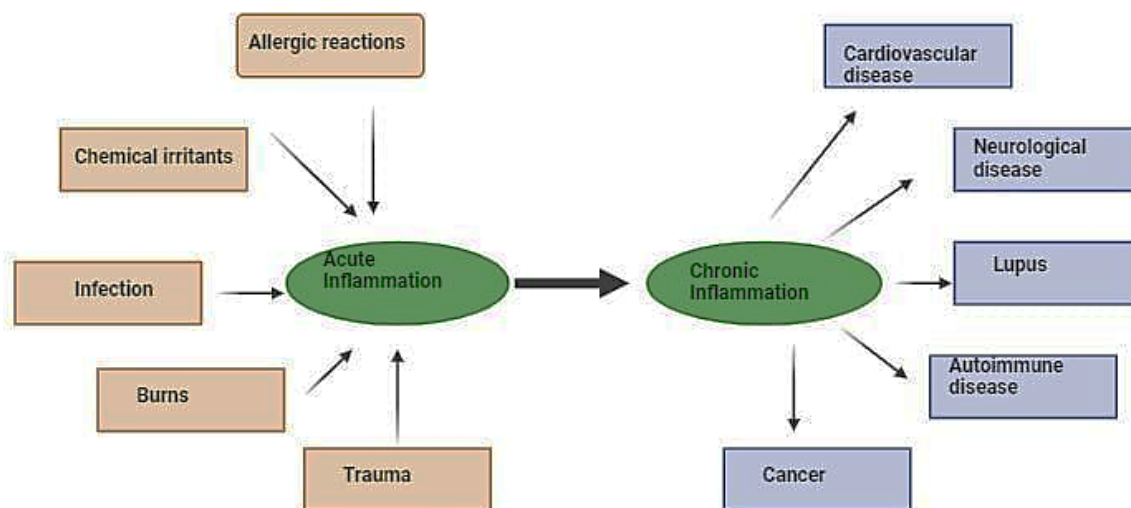 Allergic reactions
Chemical irritants
Infection
Burns
Trauma
Acute
Inflammation
Chronic
Inflammation
Cardiovascular
disease
Neurological
disease
Lupus
Autoimmune
disease
Cancer